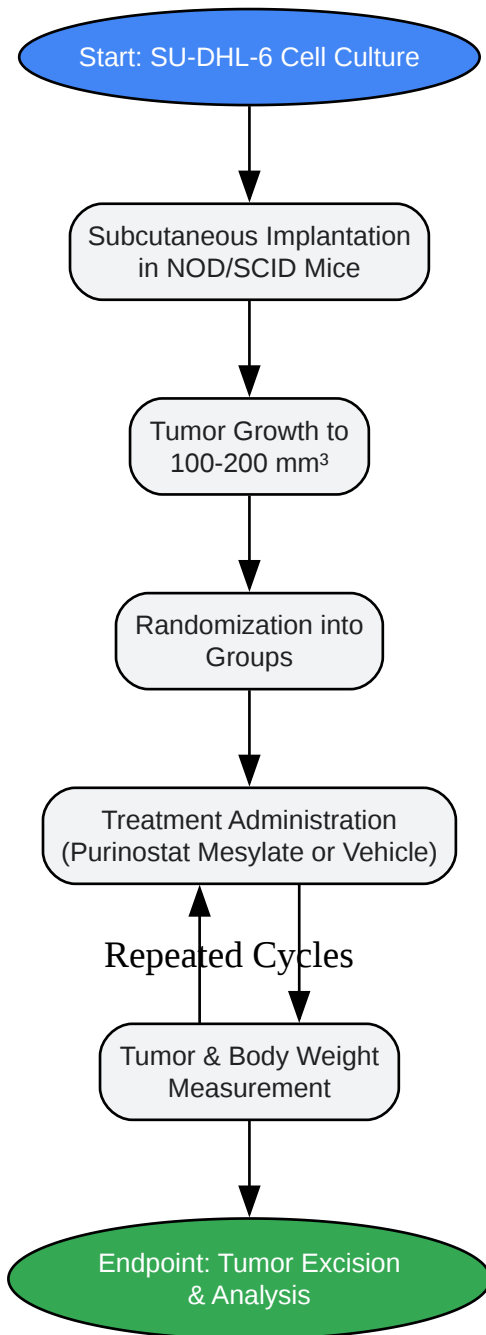 Start: SU-DHL-6 Cell Culture
Subcutaneous Implantation
in NOD/SCID Mice
Tumor Growth to
100-200 mm³
Randomization into
Groups
Treatment Administration
(Purinostat Mesylate or Vehicle)
Repeated Cycles
Tumor & Body Weight
Measurement
Endpoint: Tumor Excision
& Analysis